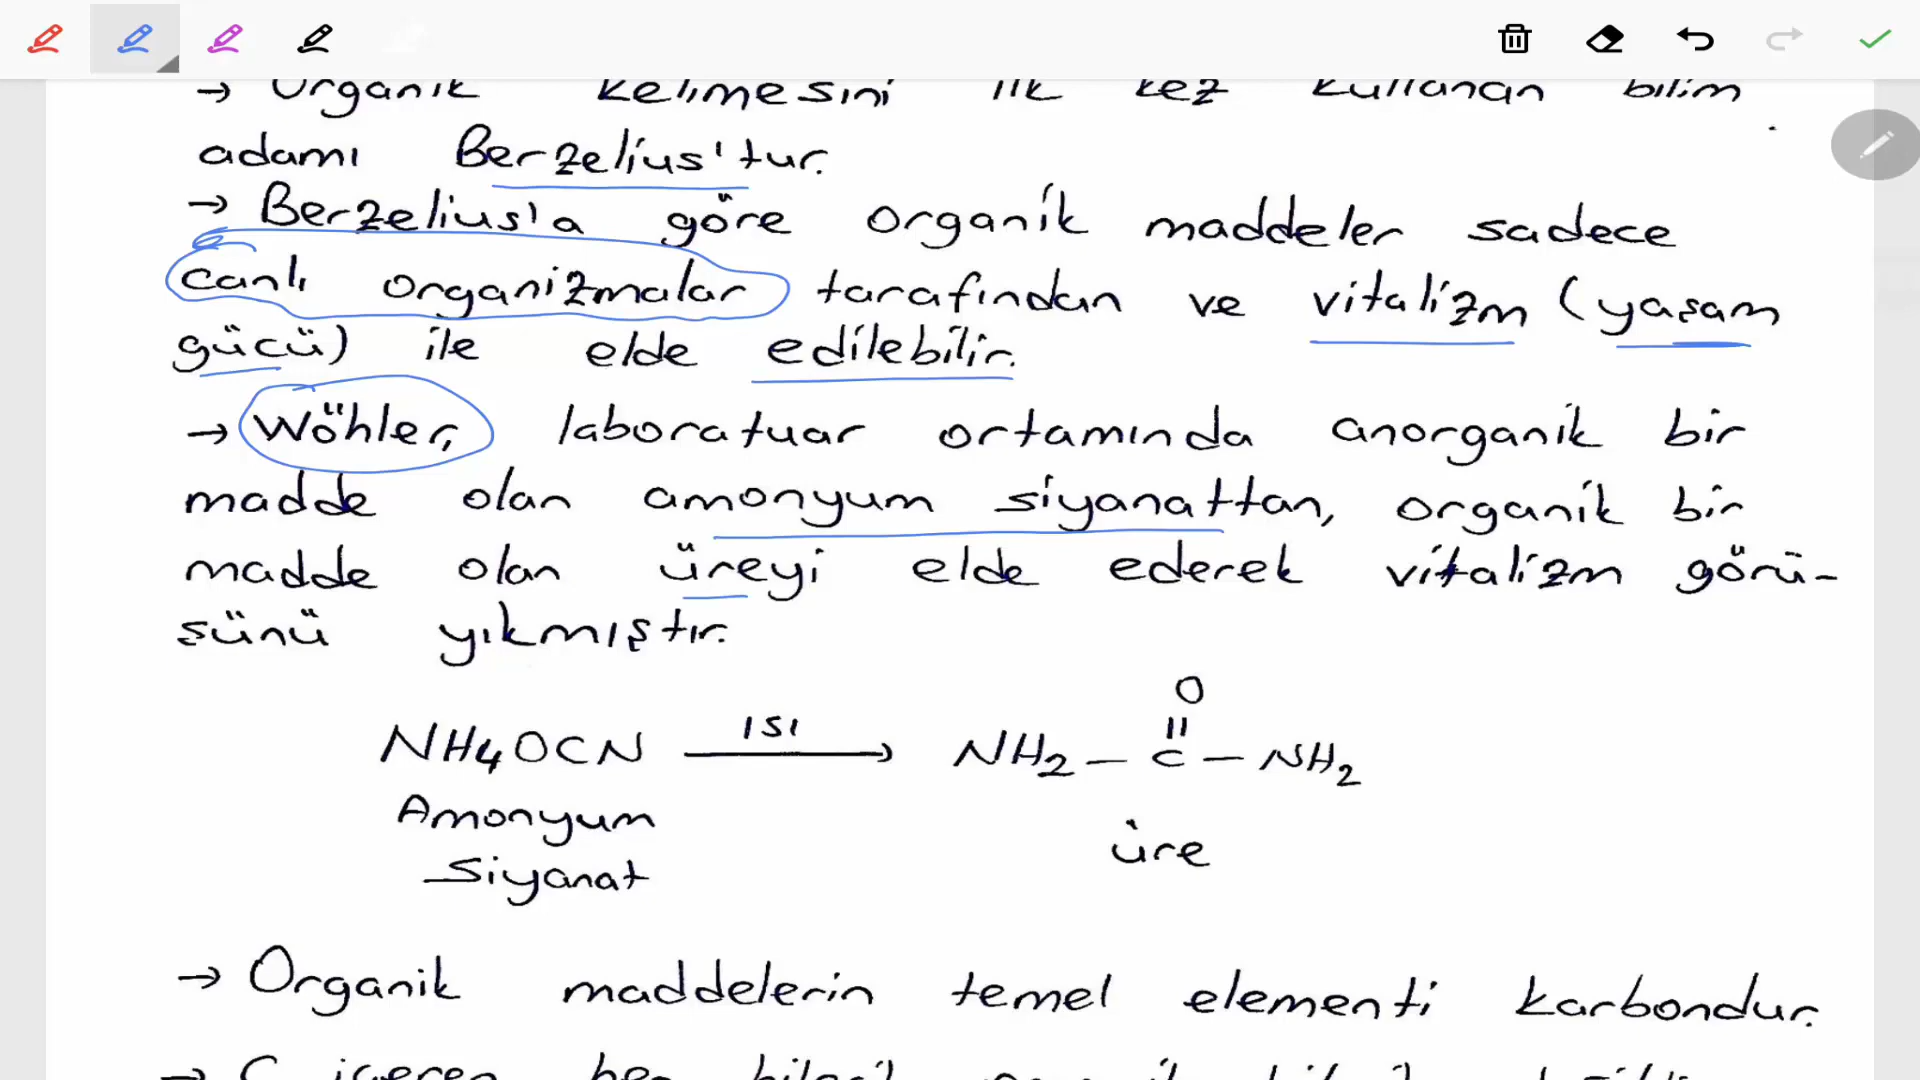 → Organik kelimesini ilk kez kullanan bilim
adamı Berzelius'tur.
→ Berzelius'a göre organik maddeler sadece
canlı organizmalar tarafından ve vitalizm (yaşam
gücü) ile elde edilebilir.
→ Wöhler, laboratuar ortamında anorganik bir
madde olan amonyum siyanattan, organik bir
madde olan üreyi elde ederek vitalizm görü-
şünü yıkmıştır.
O
NH4OCN ısı → NH2 - C - NH2
Amonyum
Siyanat
üre
→ Organik maddelerin temel elementi karbondur.
→ C içeren her